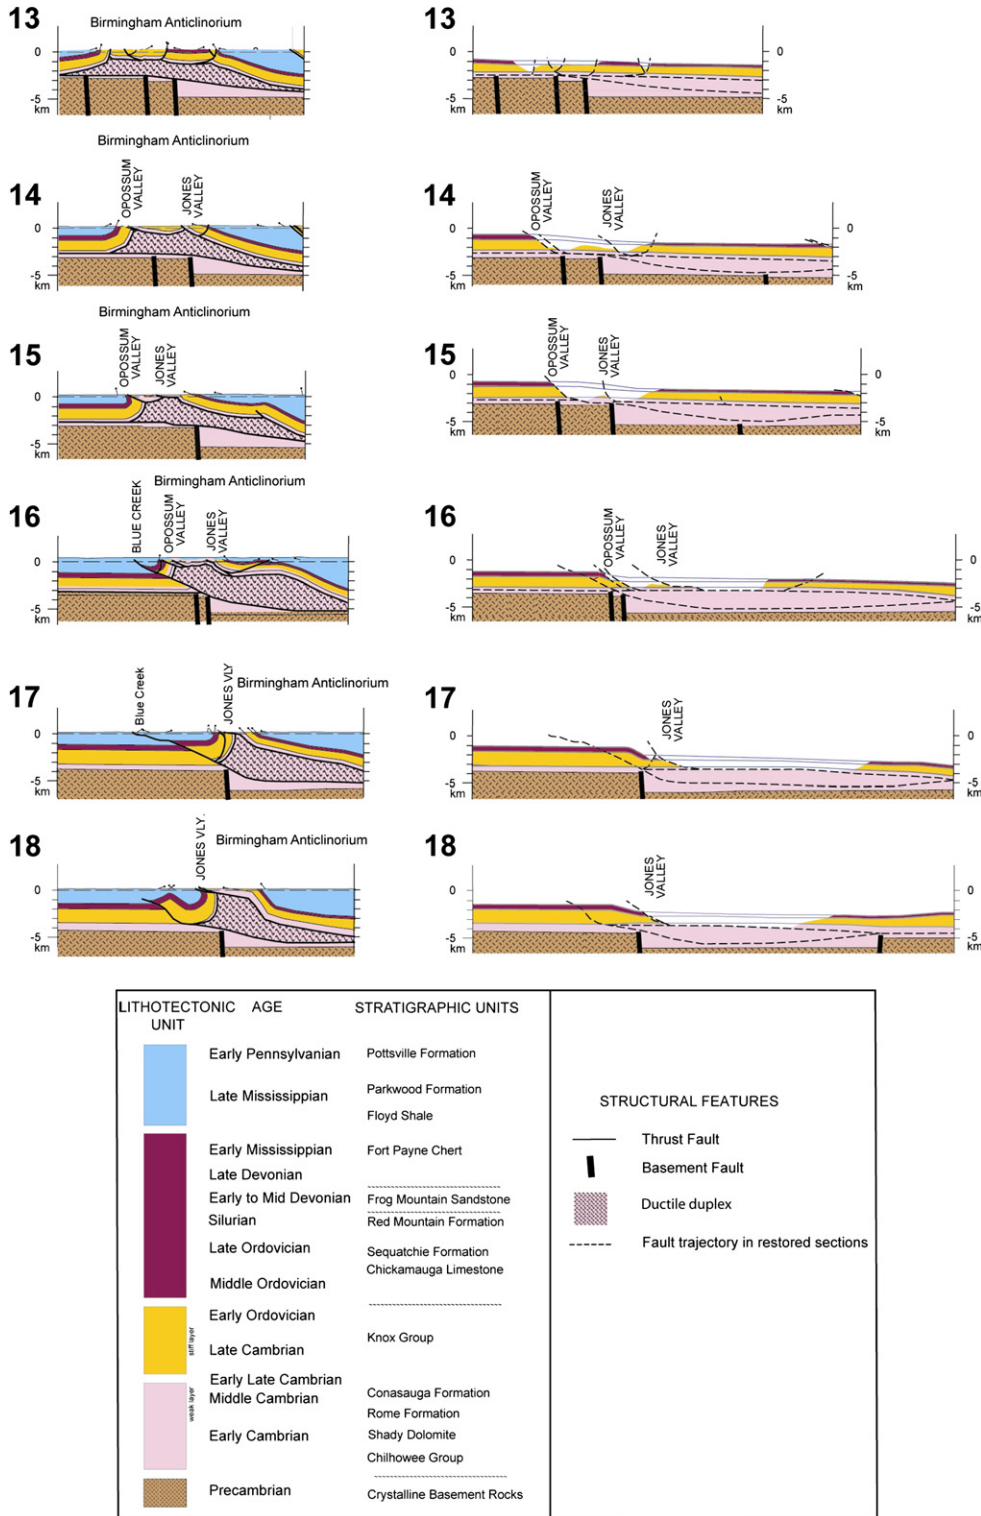 13
Birmingham Anticlinorium
0
-5
km
13
0
0
-5
-5
km
km
Birmingham Anticlinorium
14
OPOSSUM
VALLEY
JONES
VALLEY
0
-5
km
14
OPOSSUM
VALLEY
JONES
VALLEY
0
0
-5
-5
km
km
Birmingham Anticlinorium
15
OPOSSUM
VALLEY
JONES
VALLEY
0
-5
km
15
OPOSSUM
VALLEY
JONES
VALLEY
0
0
-5
-5
km
km
Birmingham Anticlinorium
16
BLUE CREEK
OPOSSUM
VALLEY
JONES
VALLEY
0
-5
km
16
OPOSSUM
VALLEY
JONES
VALLEY
0
0
-5
-5
km
km
17
Blue Creek
JONES VLY
Birmingham Anticlinorium
0
-5
km
17
JONES
VALLEY
0
0
-5
-5
km
km
18
JONES VLY.
Birmingham Anticlinorium
0
-5
km
18
JONES
VALLEY
0
0
-5
-5
km
km
LITHOTECTONIC UNIT
AGE
STRATIGRAPHIC UNITS
Early Pennsylvanian
Pottsville Formation
Late Mississippian
Parkwood Formation
Floyd Shale
Early Mississippian
Fort Payne Chert
Late Devonian
Early to Mid Devonian
Frog Mountain Sandstone
Silurian
Red Mountain Formation
Late Ordovician
Sequatchie Formation
Chickamauga Limestone
Middle Ordovician
Early Ordovician
stiff layer
Knox Group
Late Cambrian
Early Late Cambrian
weak layer
Middle Cambrian
Conasauga Formation
Rome Formation
Early Cambrian
Shady Dolomite
Chilhowee Group
Precambrian
Crystalline Basement Rocks
STRUCTURAL FEATURES
Thrust Fault
Basement Fault
Ductile duplex
Fault trajectory in restored sections